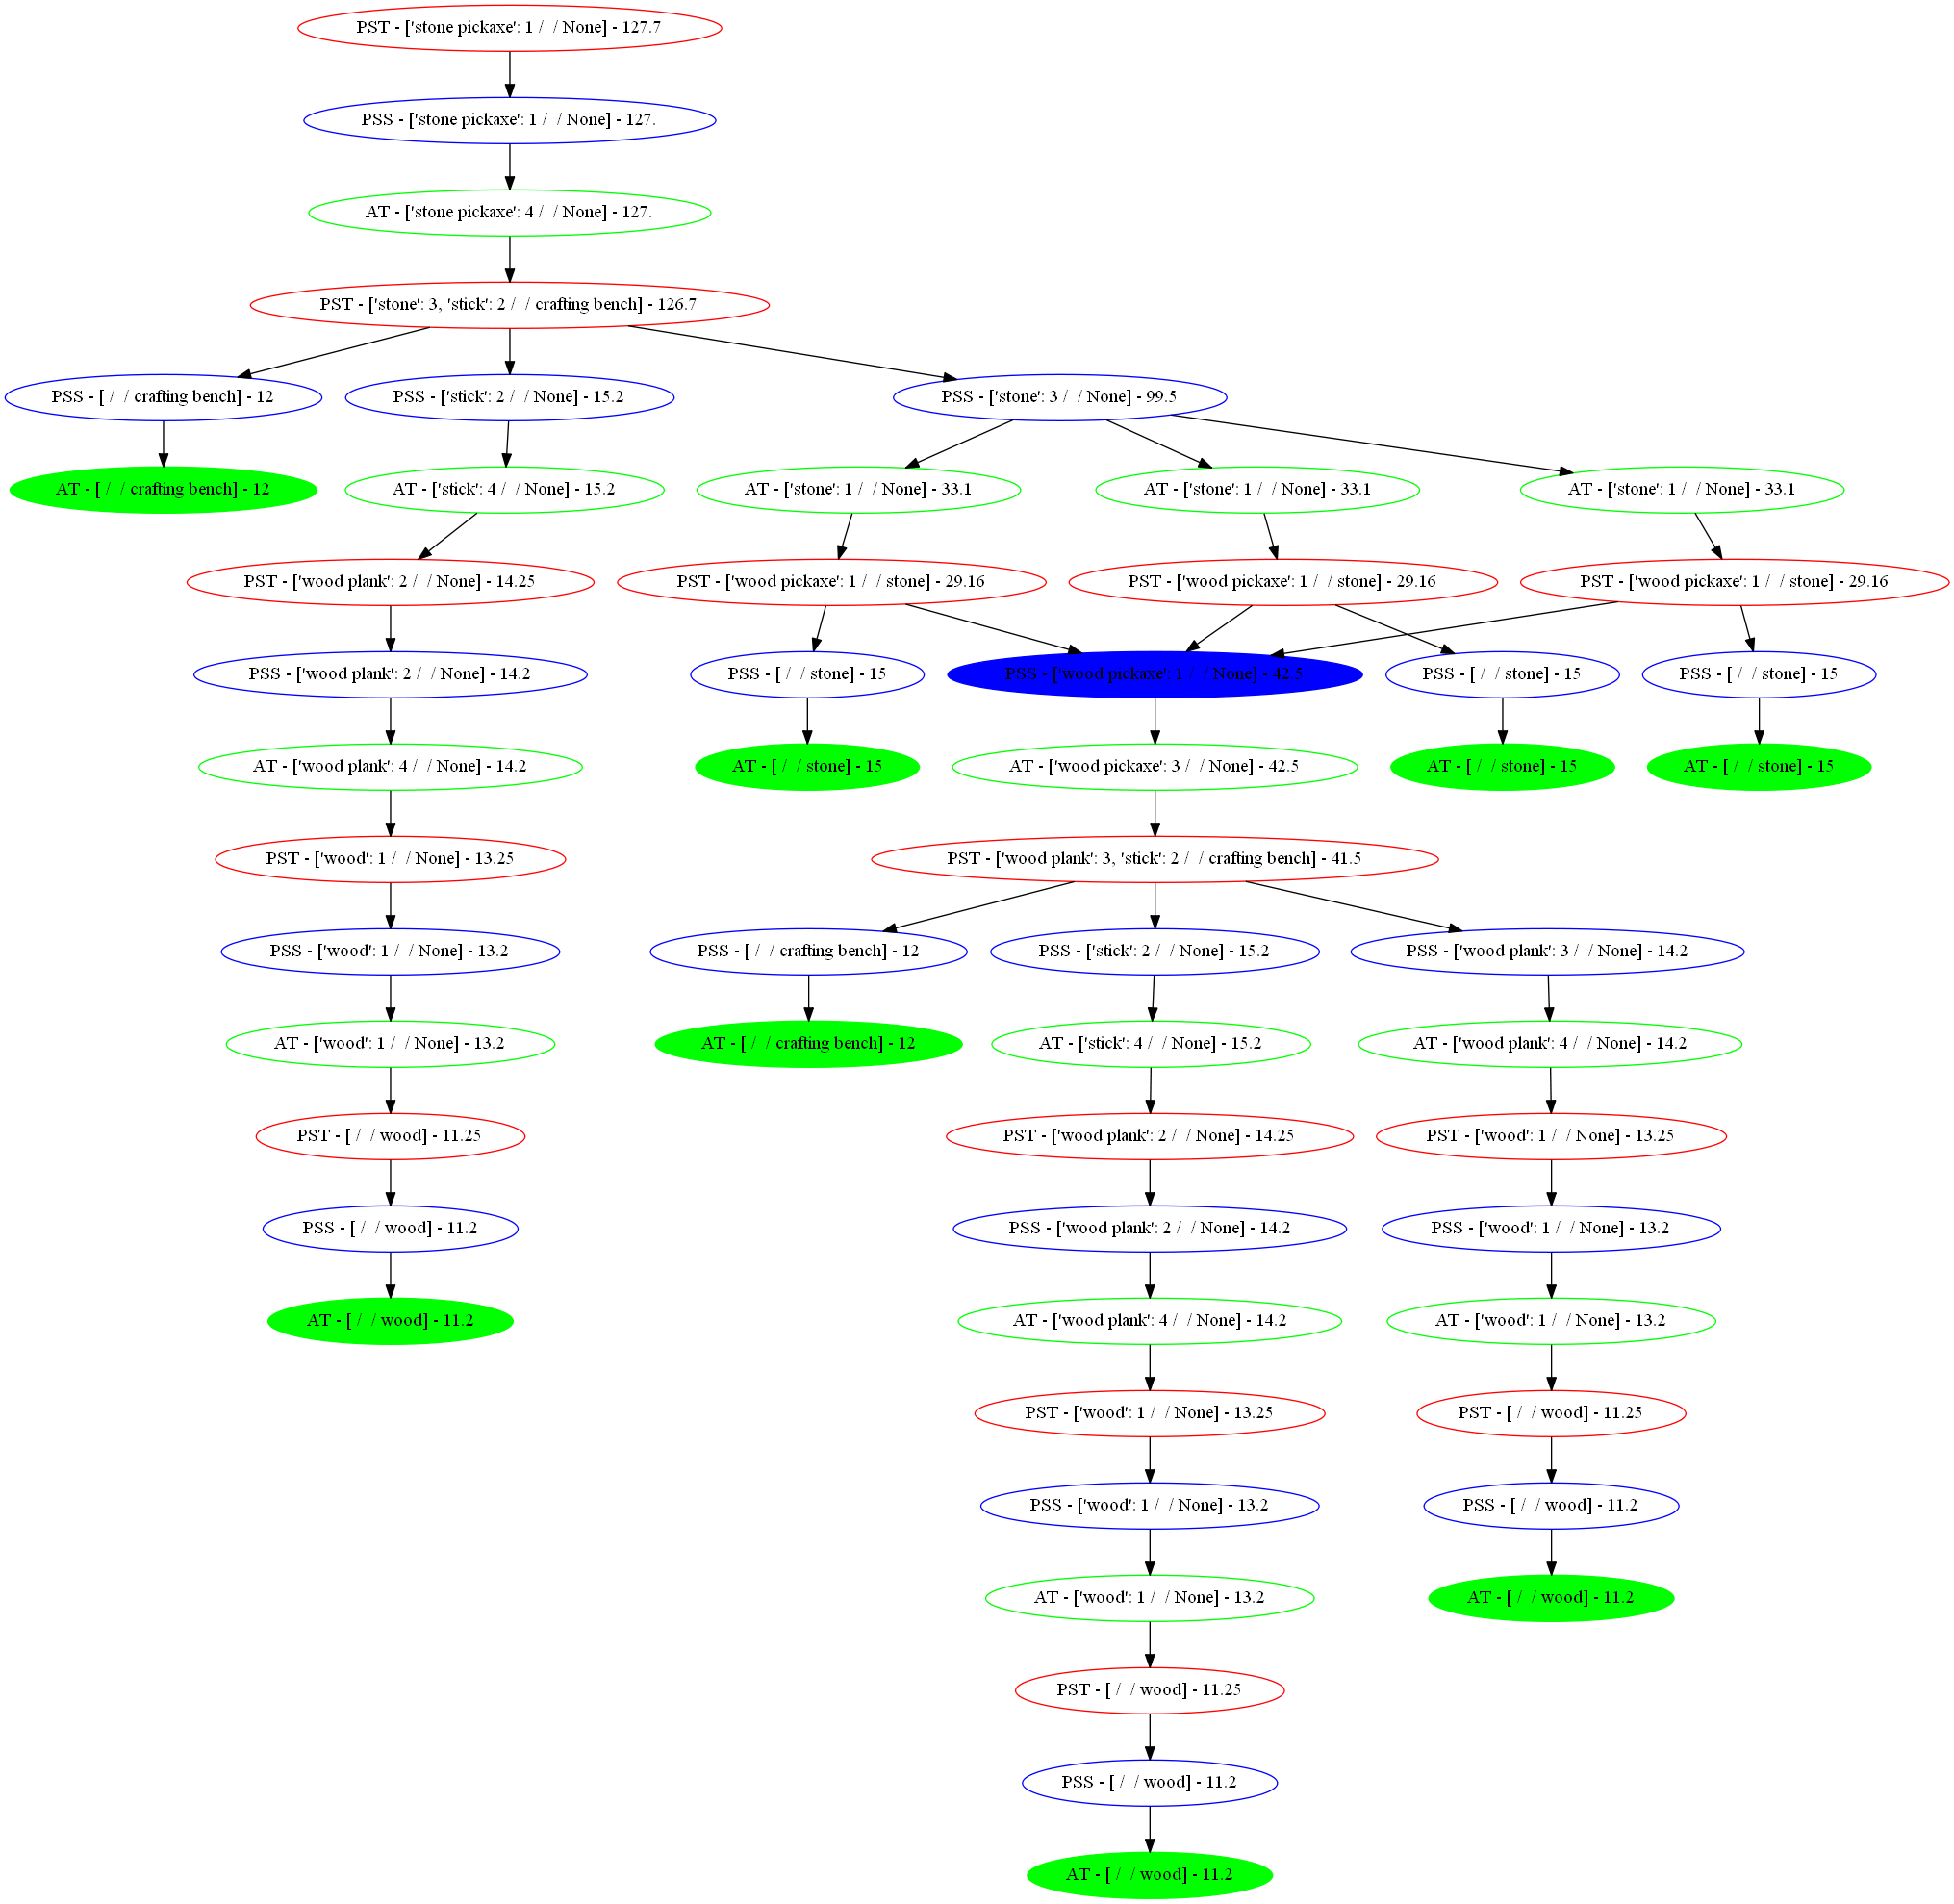 PST - ['stone pickaxe': 1 /  / None] - 127.7
PSS - ['stone pickaxe': 1 /  / None] - 127.
AT - ['stone pickaxe': 4 /  / None] - 127.
PST - ['stone': 3, 'stick': 2 /  / crafting bench] - 126.7
PSS - [ /  / crafting bench] - 12
PSS - ['stick': 2 /  / None] - 15.2
PSS - ['stone': 3 /  / None] - 99.5
AT - [ /  / crafting bench] - 12
AT - ['stick': 4 /  / None] - 15.2
AT - ['stone': 1 /  / None] - 33.1
AT - ['stone': 1 /  / None] - 33.1
AT - ['stone': 1 /  / None] - 33.1
PST - ['wood plank': 2 /  / None] - 14.25
PST - ['wood pickaxe': 1 /  / stone] - 29.16
PST - ['wood pickaxe': 1 /  / stone] - 29.16
PST - ['wood pickaxe': 1 /  / stone] - 29.16
PSS - ['wood plank': 2 /  / None] - 14.2
PSS - [ /  / stone] - 15
PSS - ['wood pickaxe': 1 /  / None] - 42.5
PSS - [ /  / stone] - 15
PSS - [ /  / stone] - 15
AT - ['wood plank': 4 /  / None] - 14.2
AT - [ /  / stone] - 15
AT - ['wood pickaxe': 3 /  / None] - 42.5
AT - [ /  / stone] - 15
AT - [ /  / stone] - 15
PST - ['wood': 1 /  / None] - 13.25
PST - ['wood plank': 3, 'stick': 2 /  / crafting bench] - 41.5
PSS - ['wood': 1 /  / None] - 13.2
PSS - [ /  / crafting bench] - 12
PSS - ['stick': 2 /  / None] - 15.2
PSS - ['wood plank': 3 /  / None] - 14.2
AT - ['wood': 1 /  / None] - 13.2
AT - [ /  / crafting bench] - 12
AT - ['stick': 4 /  / None] - 15.2
AT - ['wood plank': 4 /  / None] - 14.2
PST - [ /  / wood] - 11.25
PST - ['wood plank': 2 /  / None] - 14.25
PST - ['wood': 1 /  / None] - 13.25
PSS - [ /  / wood] - 11.2
PSS - ['wood plank': 2 /  / None] - 14.2
PSS - ['wood': 1 /  / None] - 13.2
AT - [ /  / wood] - 11.2
AT - ['wood plank': 4 /  / None] - 14.2
AT - ['wood': 1 /  / None] - 13.2
PST - ['wood': 1 /  / None] - 13.25
PST - [ /  / wood] - 11.25
PSS - ['wood': 1 /  / None] - 13.2
PSS - [ /  / wood] - 11.2
AT - ['wood': 1 /  / None] - 13.2
AT - [ /  / wood] - 11.2
PST - [ /  / wood] - 11.25
PSS - [ /  / wood] - 11.2
AT - [ /  / wood] - 11.2